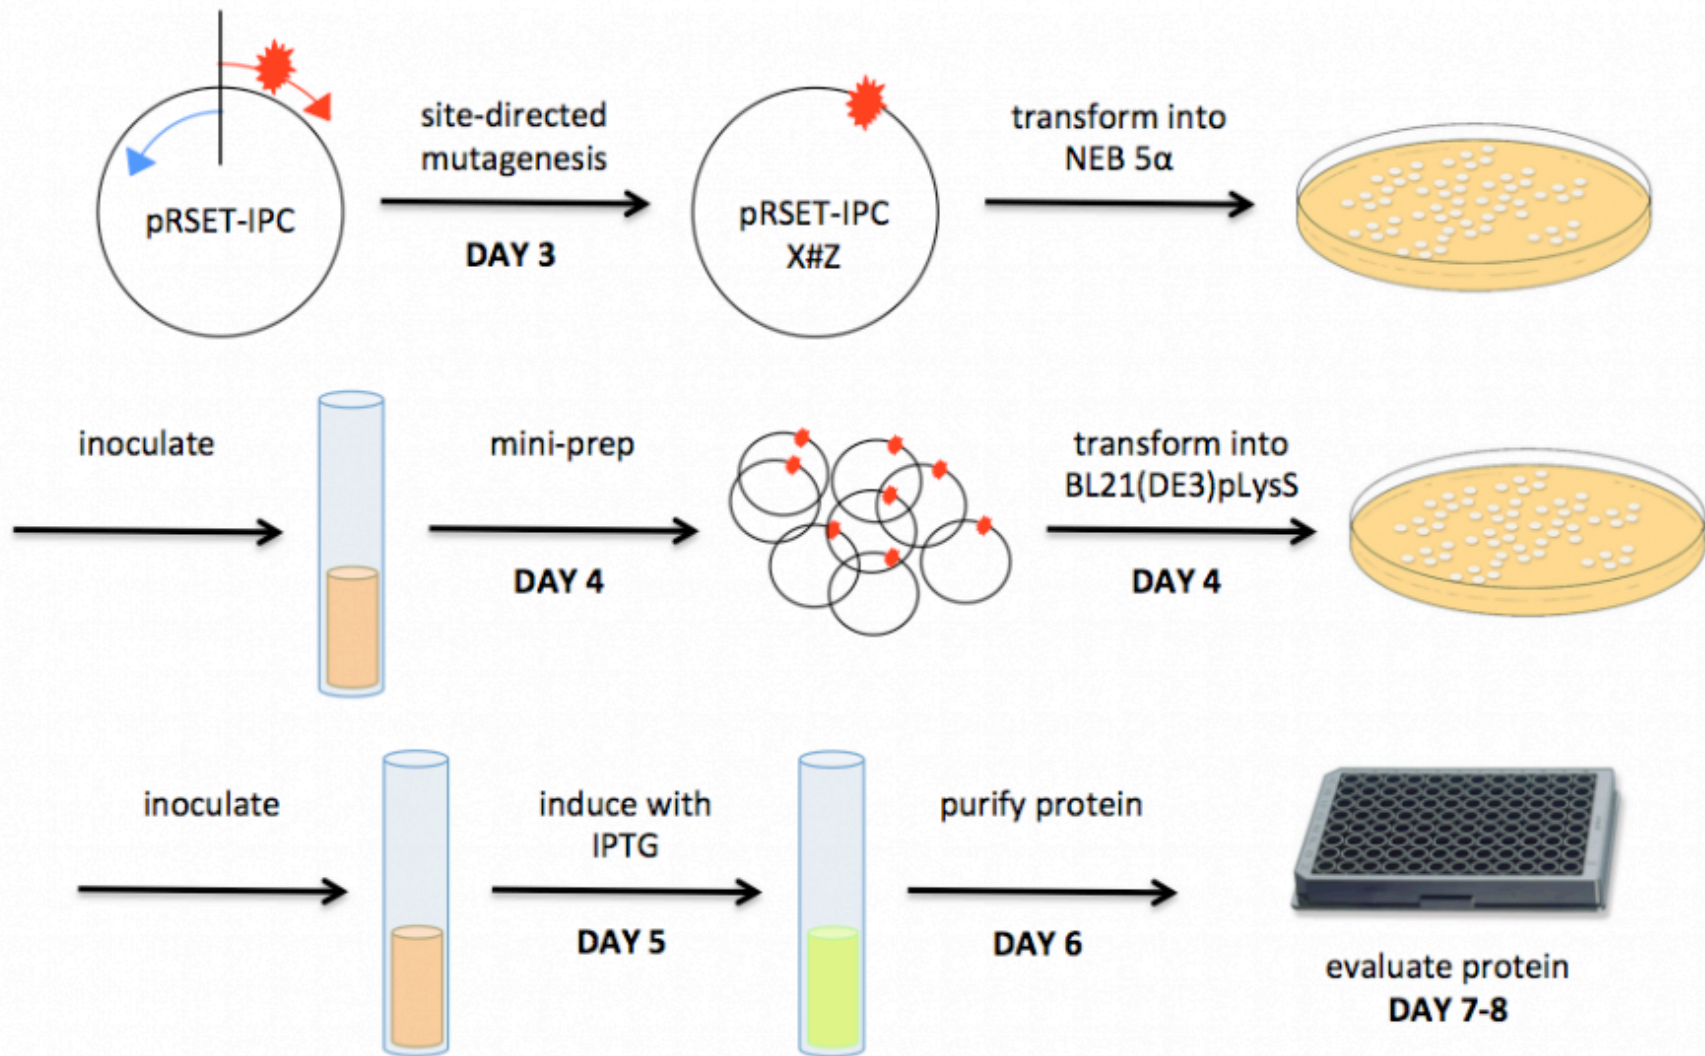 pRSET-IPC
site-directed
mutagenesis
DAY 3
pRSET-IPC
X#Z
transform into
NEB 5α
inoculate
mini-prep
DAY 4
transform into
BL21(DE3)pLysS
DAY 4
inoculate
induce with
IPTG
DAY 5
purify protein
DAY 6
evaluate protein
DAY 7-8